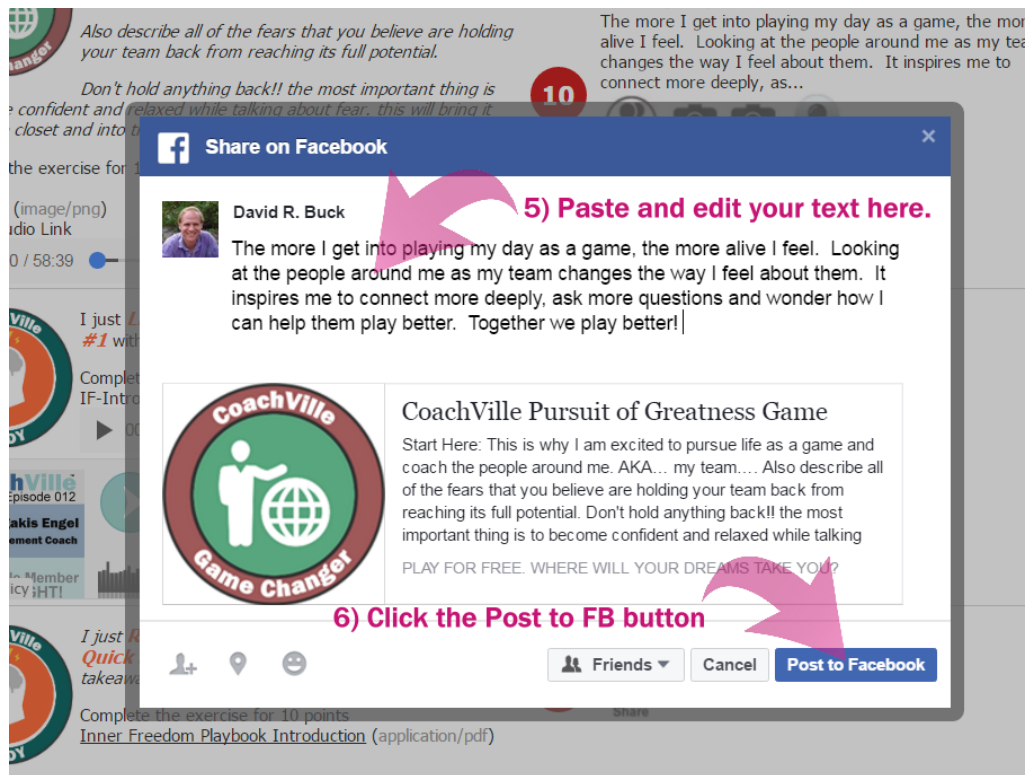 Also describe all of the fears that you believe are holding
your team back from reaching its full potential.
Don't hold anything back!! the most important thing is
confident and relaxed while talking about fear. this will bring it
closet and into
the exercise for 1
(image/png)
udio Link
0 / 58:39
The more I get into playing my day as a game, the mor
alive I feel. Looking at the people around me as my tea
changes the way I feel about them. It inspires me to
connect more deeply, as...
10
Share on Facebook
David R. Buck
5) Paste and edit your text here.
The more I get into playing my day as a game, the more alive I feel. Looking
at the people around me as my team changes the way I feel about them. It
inspires me to connect more deeply, ask more questions and wonder how I
can help them play better. Together we play better!
CoachVille
Game Changer
CoachVille Pursuit of Greatness Game
Start Here: This is why I am excited to pursue life as a game and
coach the people around me. AKA... my team.... Also describe all
of the fears that you believe are holding your team back from
reaching its full potential. Don't hold anything back!! the most
important thing is to become confident and relaxed while talking
PLAY FOR FREE. WHERE WILL YOUR DREAMS TAKE YOU?
6) Click the Post to FB button
Friends
Cancel
Post to Facebook
I just
#1 with
Complet
IF-Intro
hVille
Episode 012
akis Engel
ement Coach
Member
icy GHT!
I just R
Quick
takeawa
Complete the exercise for 10 points
Inner Freedom Playbook Introduction (application/pdf)
Share